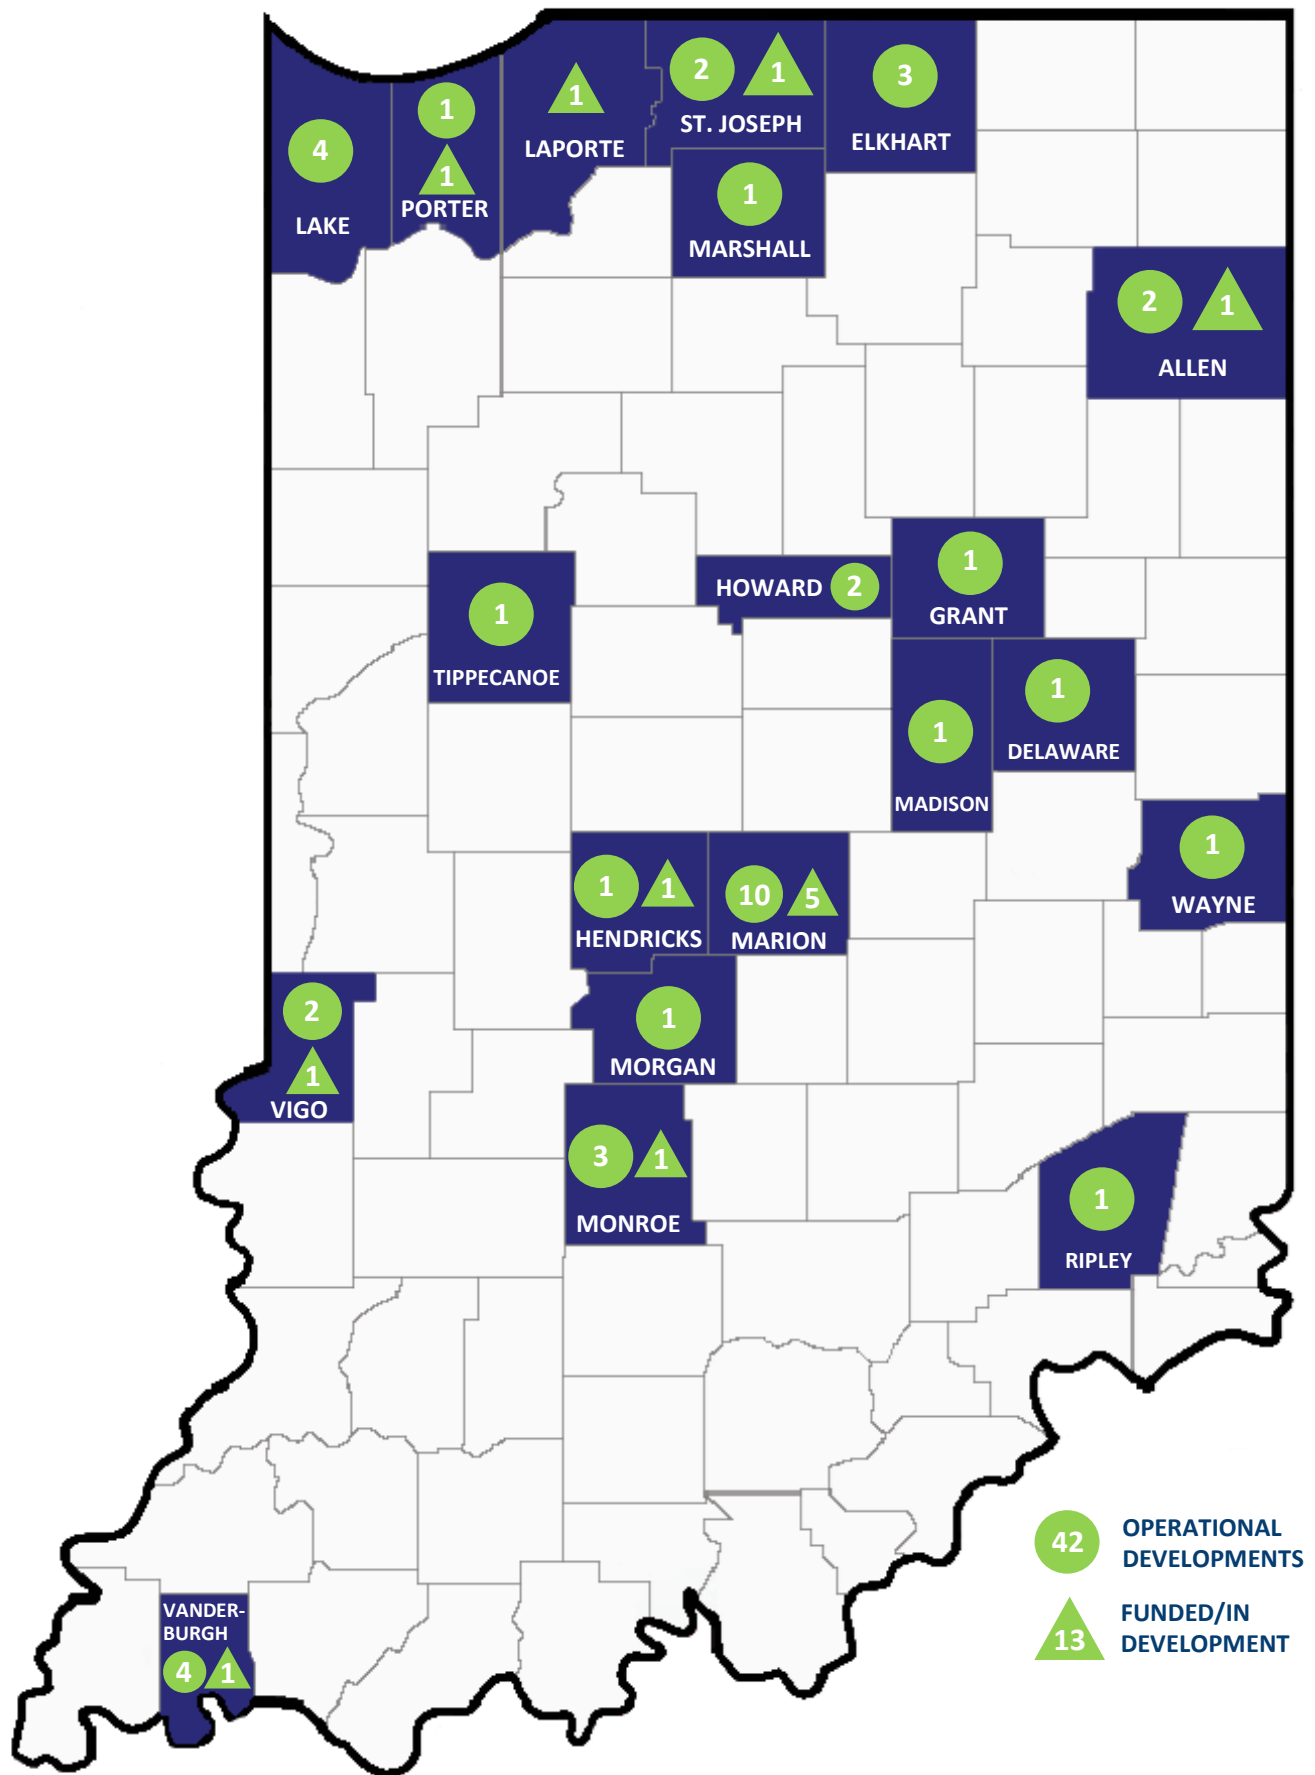 2
1
ST. JOSEPH
3
ELKHART
1
LAPORTE
1
1
PORTER
4
LAKE
1
MARSHALL
2
1
ALLEN
1
GRANT
HOWARD 2
1
TIPPECANOE
1
DELAWARE
1
MADISON
1
WAYNE
1
1
HENDRICKS
10
5
MARION
2
1
VIGO
1
MORGAN
3
1
MONROE
1
RIPLEY
VANDER-
BURGH
4
1
42
OPERATIONAL
DEVELOPMENTS
13
FUNDED/IN
DEVELOPMENT